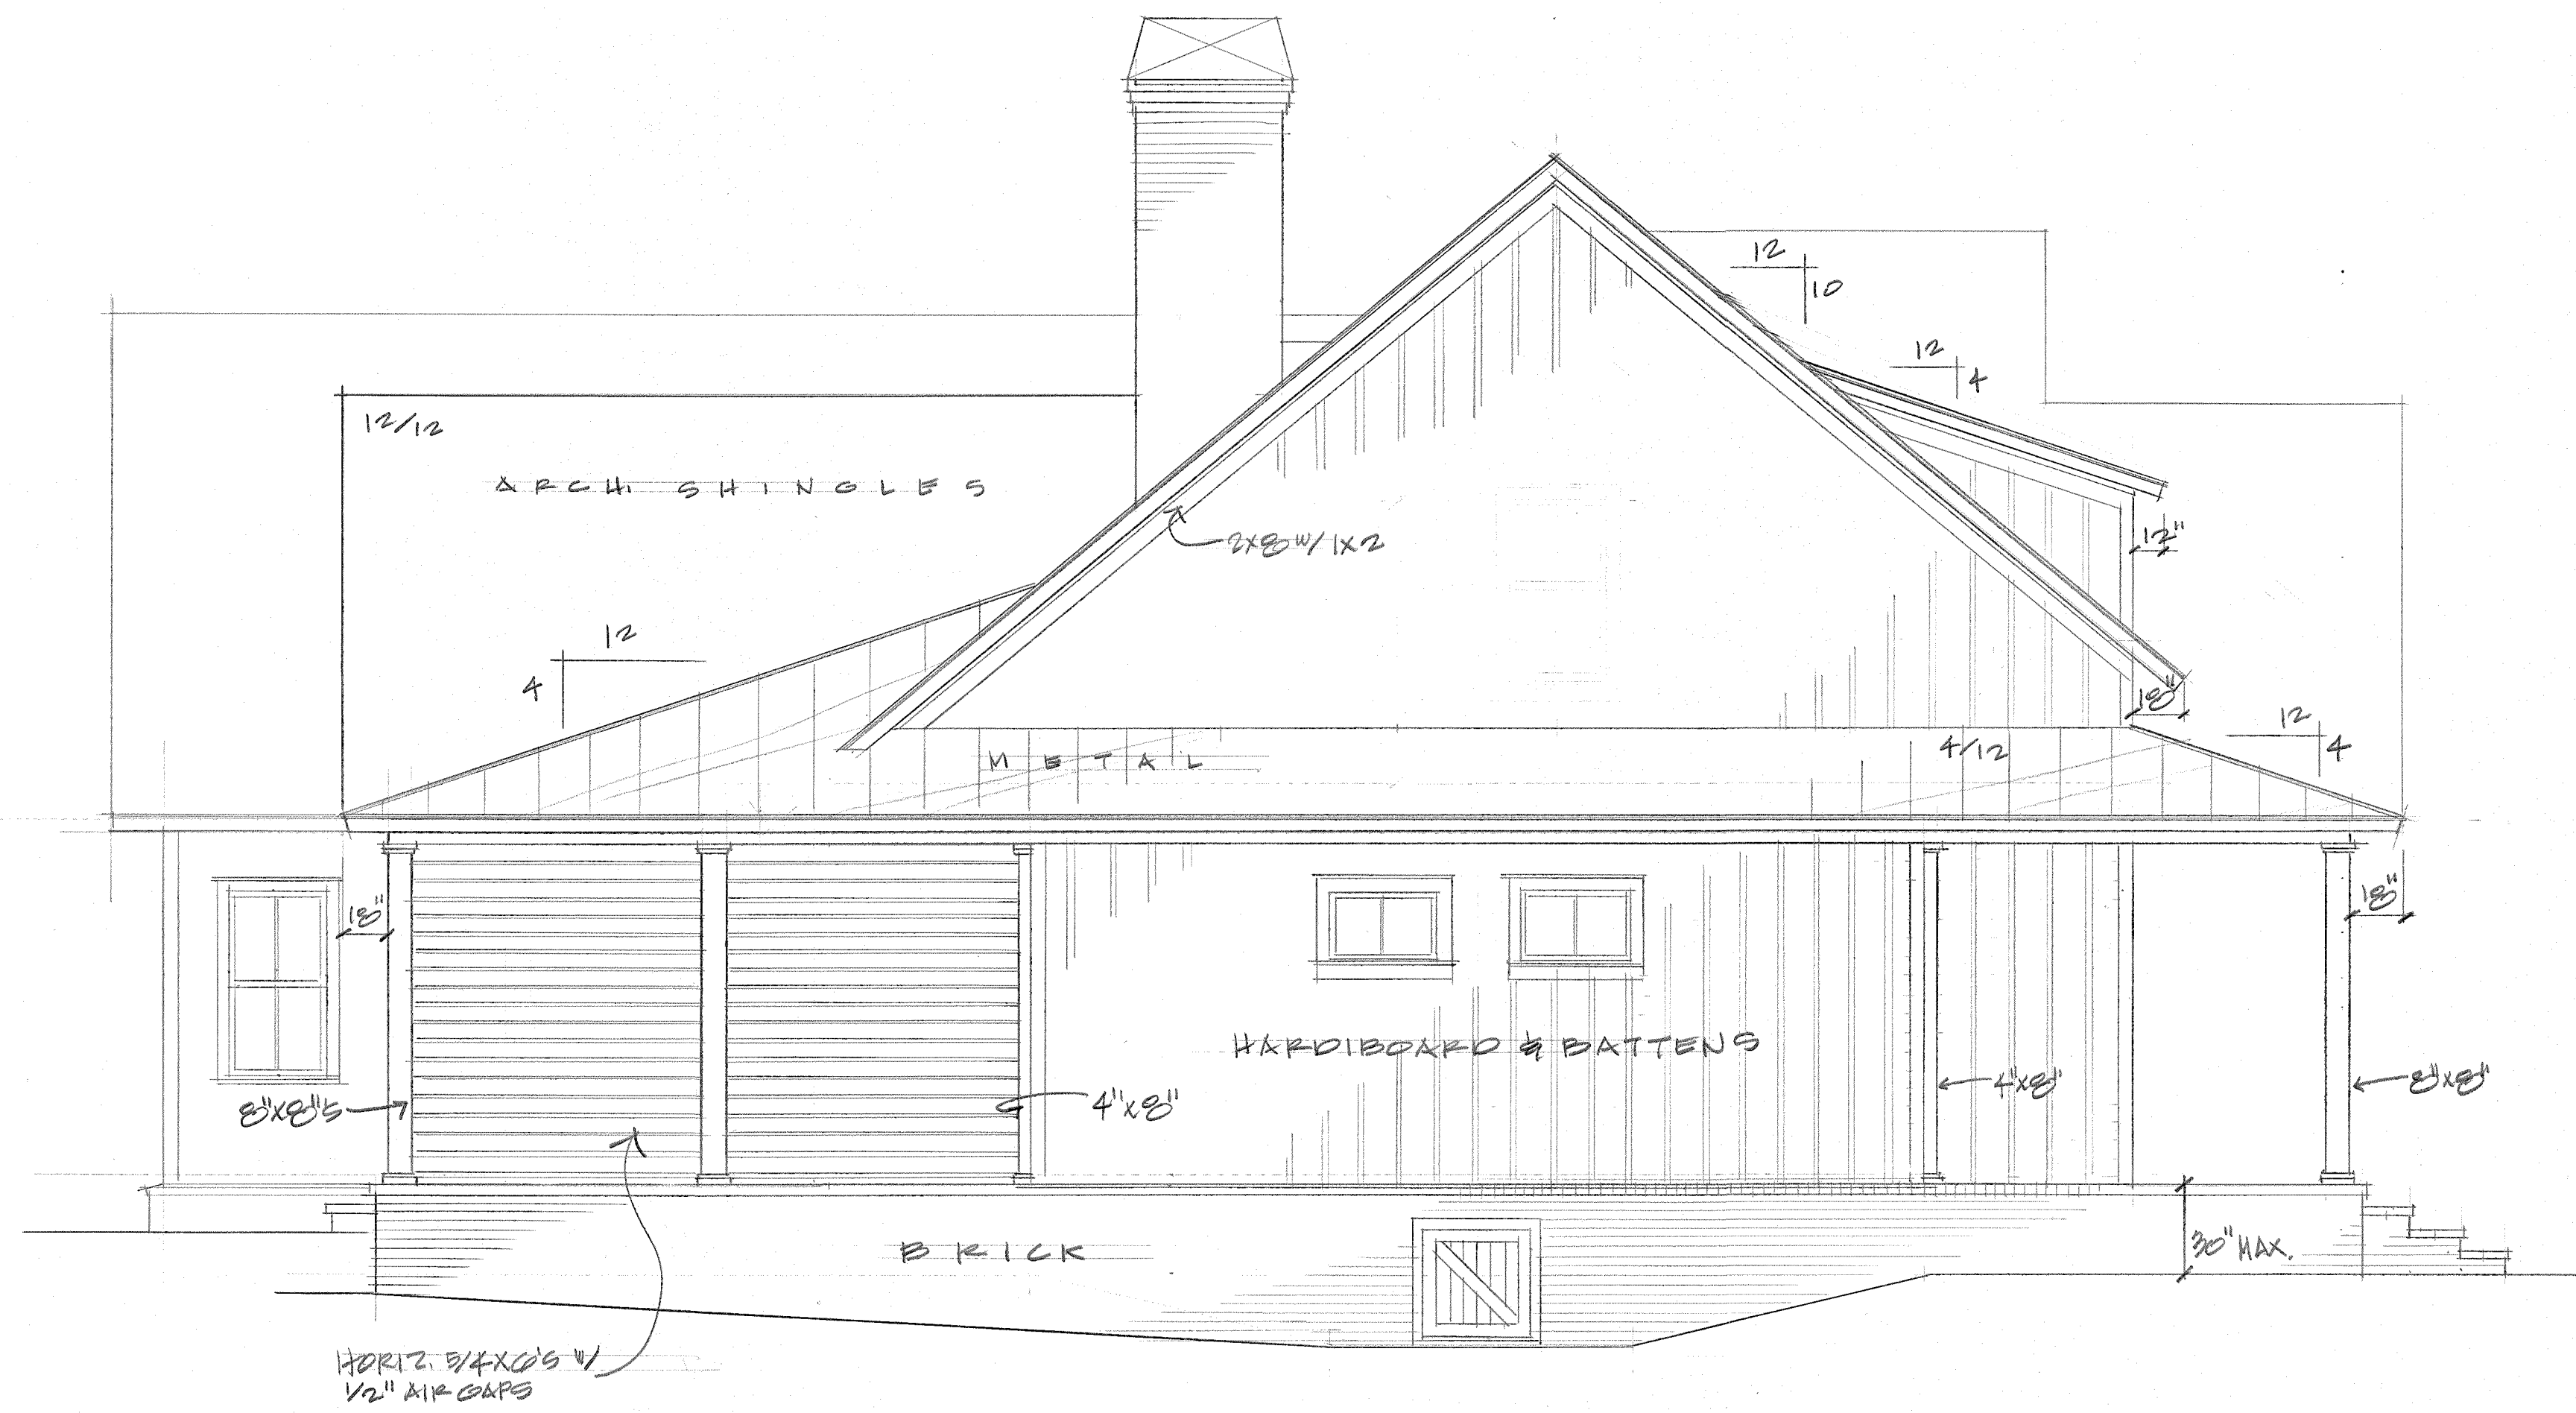 12
10
12
4
12/12
ARCH. SHINGLES
12"
2X8 W/ 1X2
12
4
18"
12
4
4/12
METAL
18"
18"
HARDIBOARD & BATTENS
8"X8"S
4"X8"
4"X8"
8"X8"
BRICK
30" MAX.
HORIZ. 5/4X6'S W/
1/2" AIR GAPS